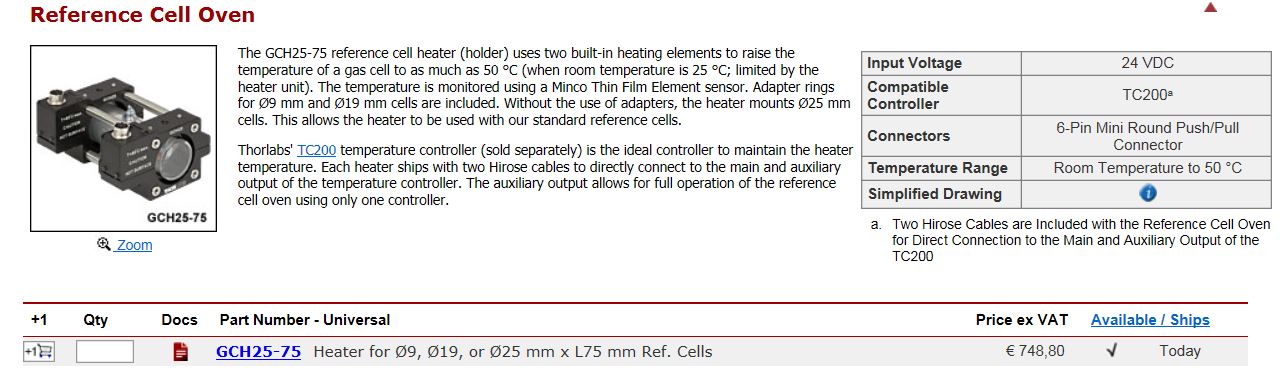 Reference Cell Oven
The GCH25-75 reference cell heater (holder) uses two built-in heating elements to raise the
temperature of a gas cell to as much as 50 °C (when room temperature is 25 °C; limited by the
heater unit). The temperature is monitored using a Minco Thin Film Element sensor. Adapter rings
for Ø9 mm and Ø19 mm cells are included. Without the use of adapters, the heater mounts Ø25 mm
cells. This allows the heater to be used with our standard reference cells.
Thorlabs' TC200 temperature controller (sold separately) is the ideal controller to maintain the heater
temperature. Each heater ships with two Hirose cables to directly connect to the main and auxiliary
output of the temperature controller. The auxiliary output allows for full operation of the reference
cell oven using only one controller.
GCH25-75
Zoom
Input Voltage 24 VDC
Compatible
Controller TC200ᵃ
Connectors 6-Pin Mini Round Push/Pull
Connector
Temperature Range Room Temperature to 50 °C
Simplified Drawing i
a. Two Hirose Cables are Included with the Reference Cell Oven
for Direct Connection to the Main and Auxiliary Output of the
TC200
+1 Qty Docs Part Number - Universal Price ex VAT Available / Ships
+1 GCH25-75 Heater for Ø9, Ø19, or Ø25 mm x L75 mm Ref. Cells € 748,80 Today